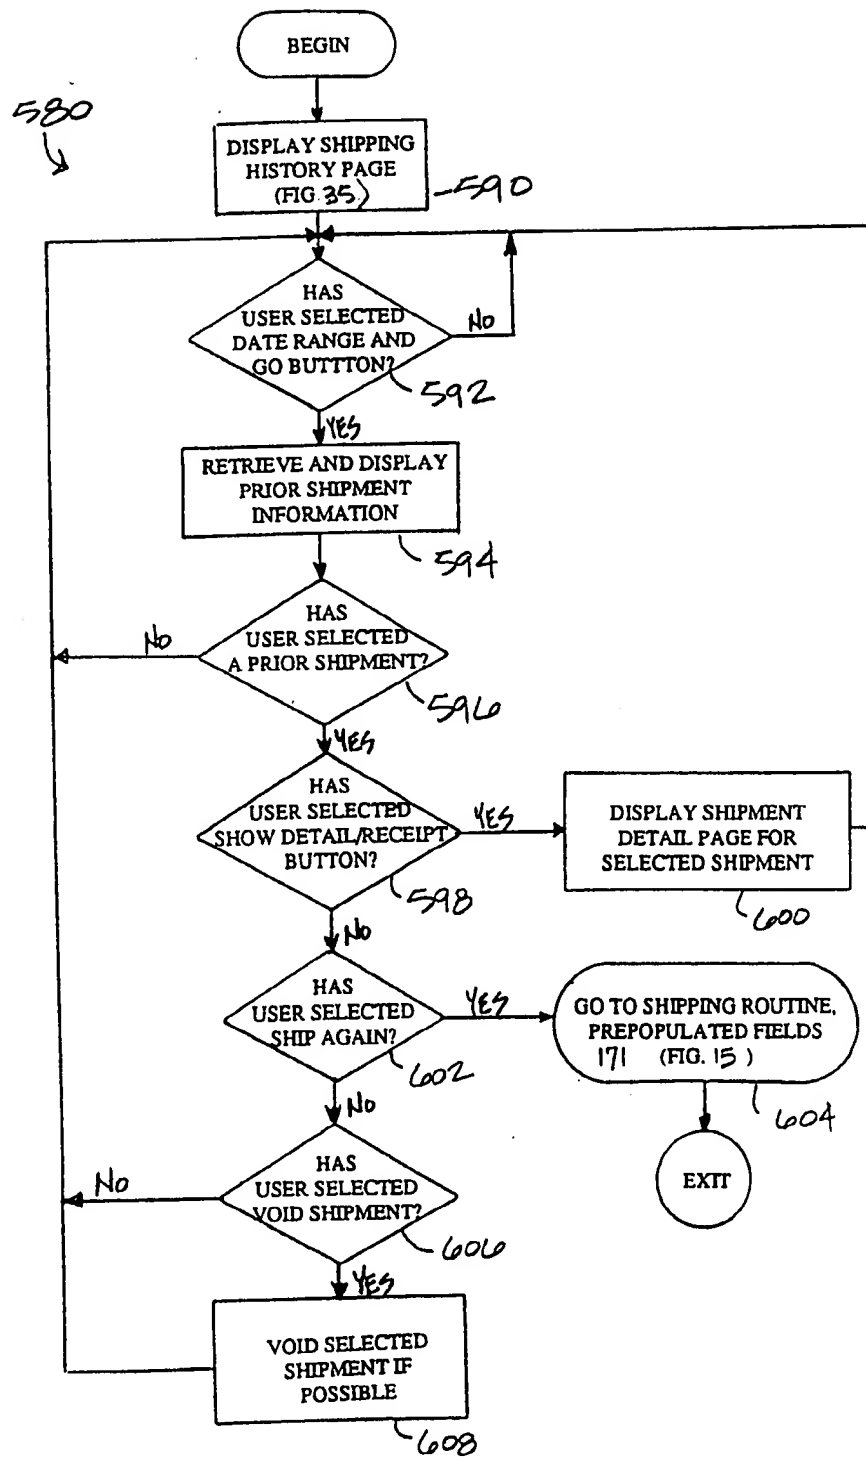 BEGIN
580
DISPLAY SHIPPING
HISTORY PAGE
(FIG. 35)
590
HAS
USER SELECTED
DATE RANGE AND
GO BUTTTON?
No
592
YES
RETRIEVE AND DISPLAY
PRIOR SHIPMENT
INFORMATION
594
HAS
USER SELECTED
A PRIOR SHIPMENT?
No
596
YES
HAS
USER SELECTED
SHOW DETAIL/RECEIPT
BUTTON?
YES
598
DISPLAY SHIPMENT
DETAIL PAGE FOR
SELECTED SHIPMENT
600
No
HAS
USER SELECTED
SHIP AGAIN?
YES
602
GO TO SHIPPING ROUTINE,
PREPOPULATED FIELDS
171 (FIG. 15)
604
EXIT
No
HAS
USER SELECTED
VOID SHIPMENT?
No
606
YES
VOID SELECTED
SHIPMENT IF
POSSIBLE
608